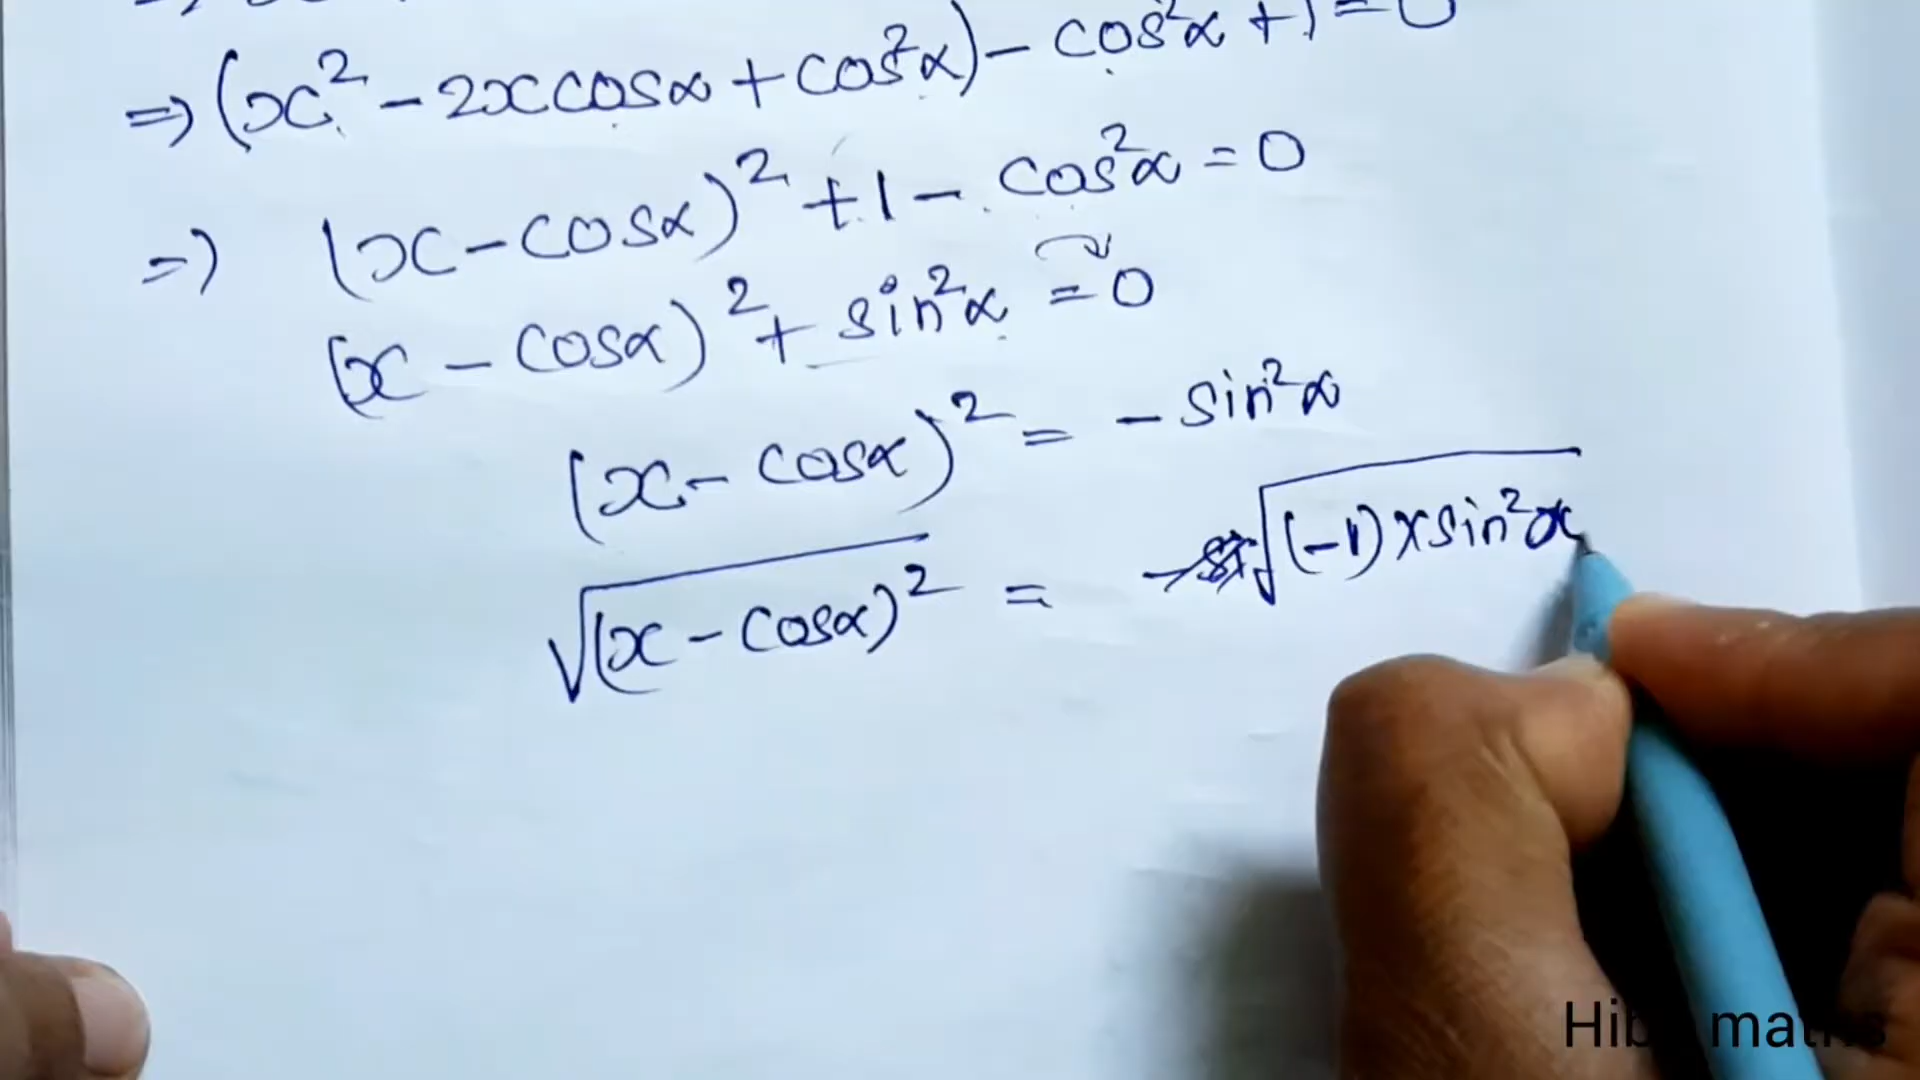 => (x² - 2x cosα + cos²α) - cos²α + 1 = 0
=> (x - cosα)² + 1 - cos²α = 0
(x - cosα)² + sin²α = 0
(x - cosα)² = - sin²α
√(x - cosα)² = √(-1) x sin²α
maths